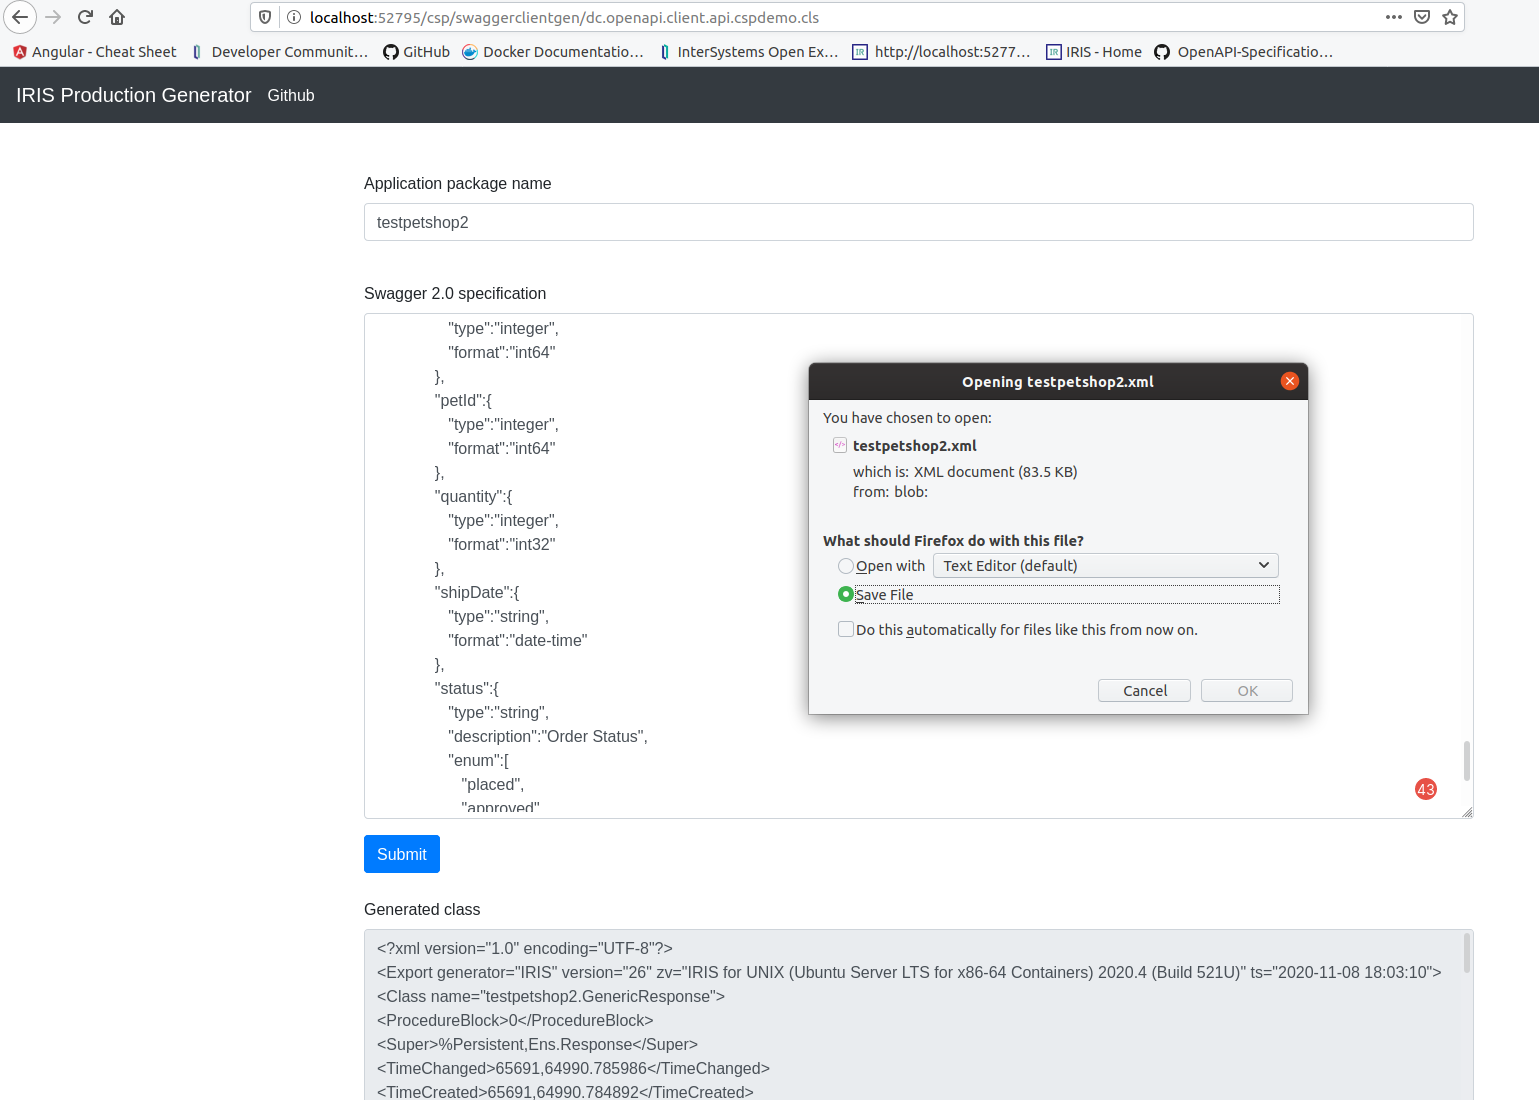 localhost:52795/csp/swaggerclientgen/dc.openapi.client.api.cspdemo.cls
Angular - Cheat Sheet
Developer Communit…
GitHub
Docker Documentatio…
InterSystems Open Ex…
http://localhost:5277…
IRIS - Home
OpenAPI-Specificatio…
IRIS Production Generator
Github
Application package name
testpetshop2
Swagger 2.0 specification
"type":"integer",
"format":"int64"
},
"petId":{
"type":"integer",
"format":"int64"
},
"quantity":{
"type":"integer",
"format":"int32"
},
"shipDate":{
"type":"string",
"format":"date-time"
},
"status":{
"type":"string",
"description":"Order Status",
"enum":[
"placed",
"approved"
43
Opening testpetshop2.xml
You have chosen to open:
testpetshop2.xml
which is: XML document (83.5 KB)
from: blob:
What should Firefox do with this file?
Open with
Text Editor (default)
Save File
Do this automatically for files like this from now on.
Cancel
OK
Submit
Generated class
<?xml version="1.0" encoding="UTF-8"?>
<Export generator="IRIS" version="26" zv="IRIS for UNIX (Ubuntu Server LTS for x86-64 Containers) 2020.4 (Build 521U)" ts="2020-11-08 18:03:10">
<Class name="testpetshop2.GenericResponse">
<ProcedureBlock>0</ProcedureBlock>
<Super>%Persistent,Ens.Response</Super>
<TimeChanged>65691,64990.785986</TimeChanged>
<TimeCreated>65691,64990.784892</TimeCreated>